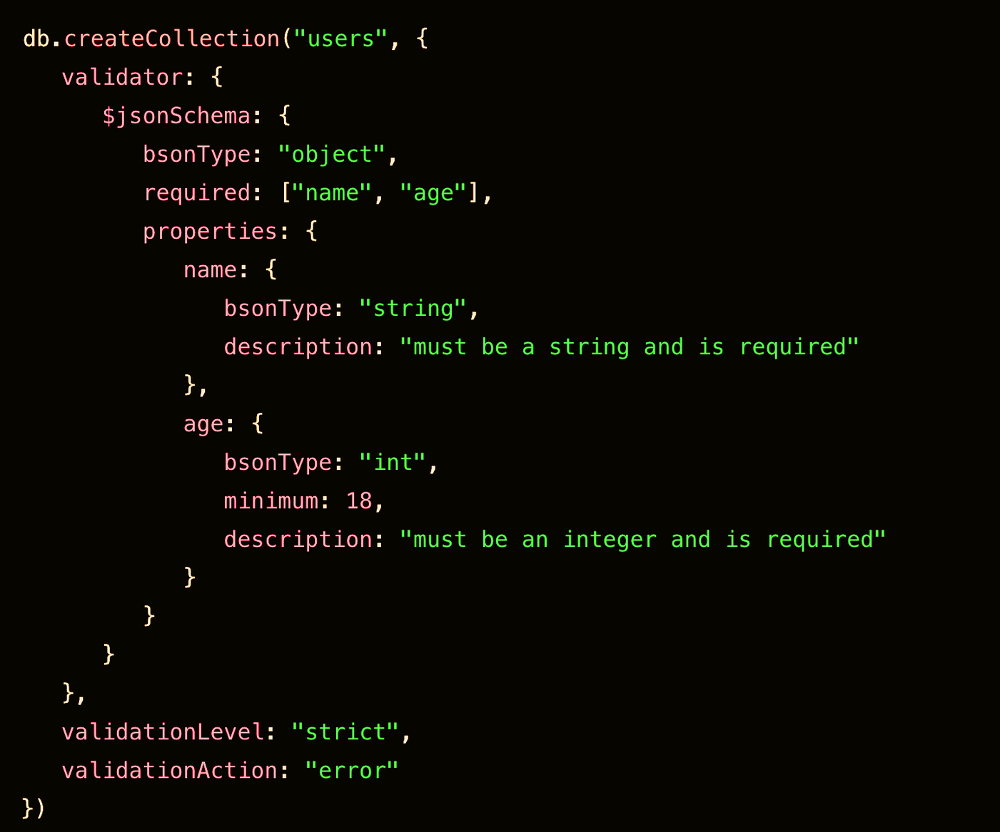 db.createCollection("users", {
   validator: {
      $jsonSchema: {
         bsonType: "object",
         required: ["name", "age"],
         properties: {
            name: {
               bsonType: "string",
               description: "must be a string and is required"
            },
            age: {
               bsonType: "int",
               minimum: 18,
               description: "must be an integer and is required"
            }
         }
      }
   },
   validationLevel: "strict",
   validationAction: "error"
})